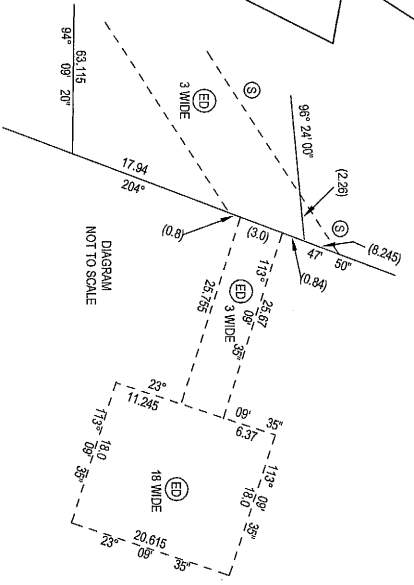 63.115
94° 09' 20"
ED
3 WIDE
S
96° 24' 00"
(2.26)
S
(8.245)
17.94
204° 47' 50"
(0.8)
(3.0)
(0.84)
DIAGRAM
NOT TO SCALE
113° 09' 35"
25.67
ED
3 WIDE
25.755
23° 09' 35"
11.245
6.37
113° 09' 35"
18.0
113° 09' 35"
18.0
ED
18 WIDE
20.615
23° 09' 35"